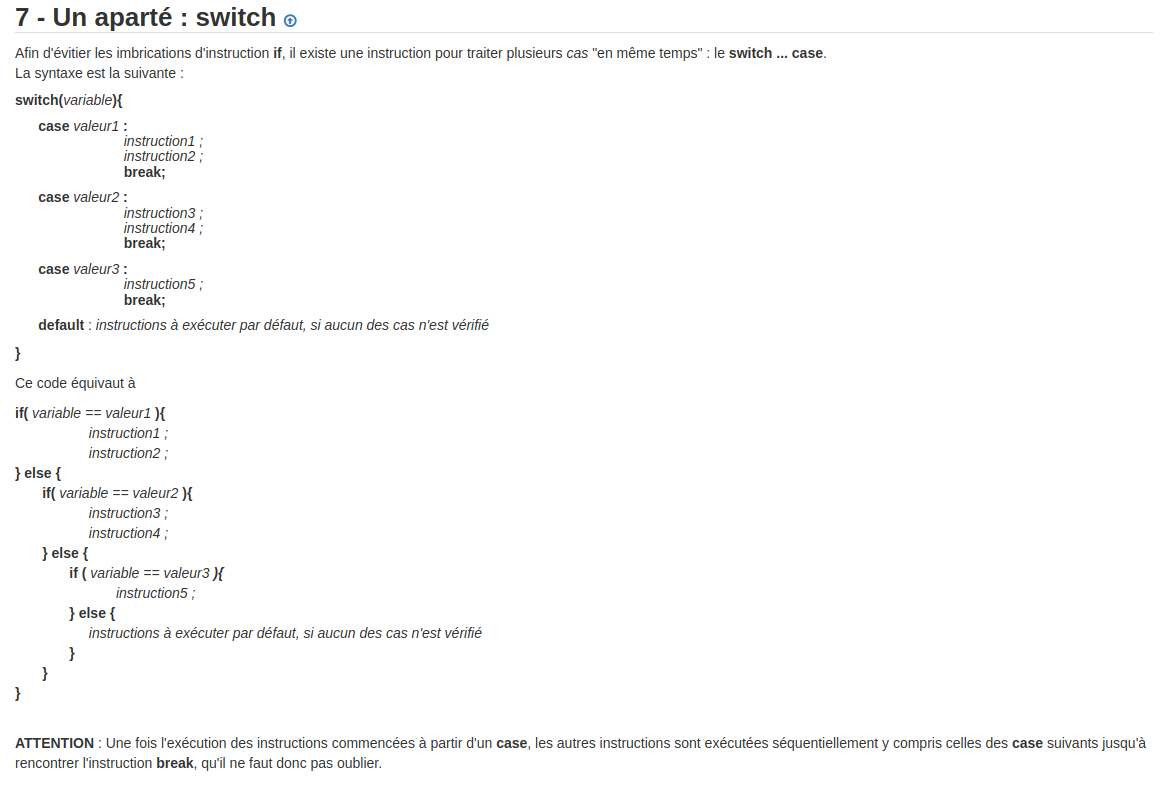 7 - Un aparté : switch
Afin d'évitier les imbrications d'instruction if, il existe une instruction pour traiter plusieurs cas "en même temps" : le switch ... case.
La syntaxe est la suivante :
switch(variable){
case valeur1 :
instruction1 ;
instruction2 ;
break;
case valeur2 :
instruction3 ;
instruction4 ;
break;
case valeur3 :
instruction5 ;
break;
default : instructions à exécuter par défaut, si aucun des cas n'est vérifié
}
Ce code équivaut à
if( variable == valeur1 ){
instruction1 ;
instruction2 ;
} else {
if( variable == valeur2 ){
instruction3 ;
instruction4 ;
} else {
if ( variable == valeur3 ){
instruction5 ;
} else {
instructions à exécuter par défaut, si aucun des cas n'est vérifié
}
}
}
ATTENTION : Une fois l'exécution des instructions commencées à partir d'un case, les autres instructions sont exécutées séquentiellement y compris celles des case suivants jusqu'à
rencontrer l'instruction break, qu'il ne faut donc pas oublier.